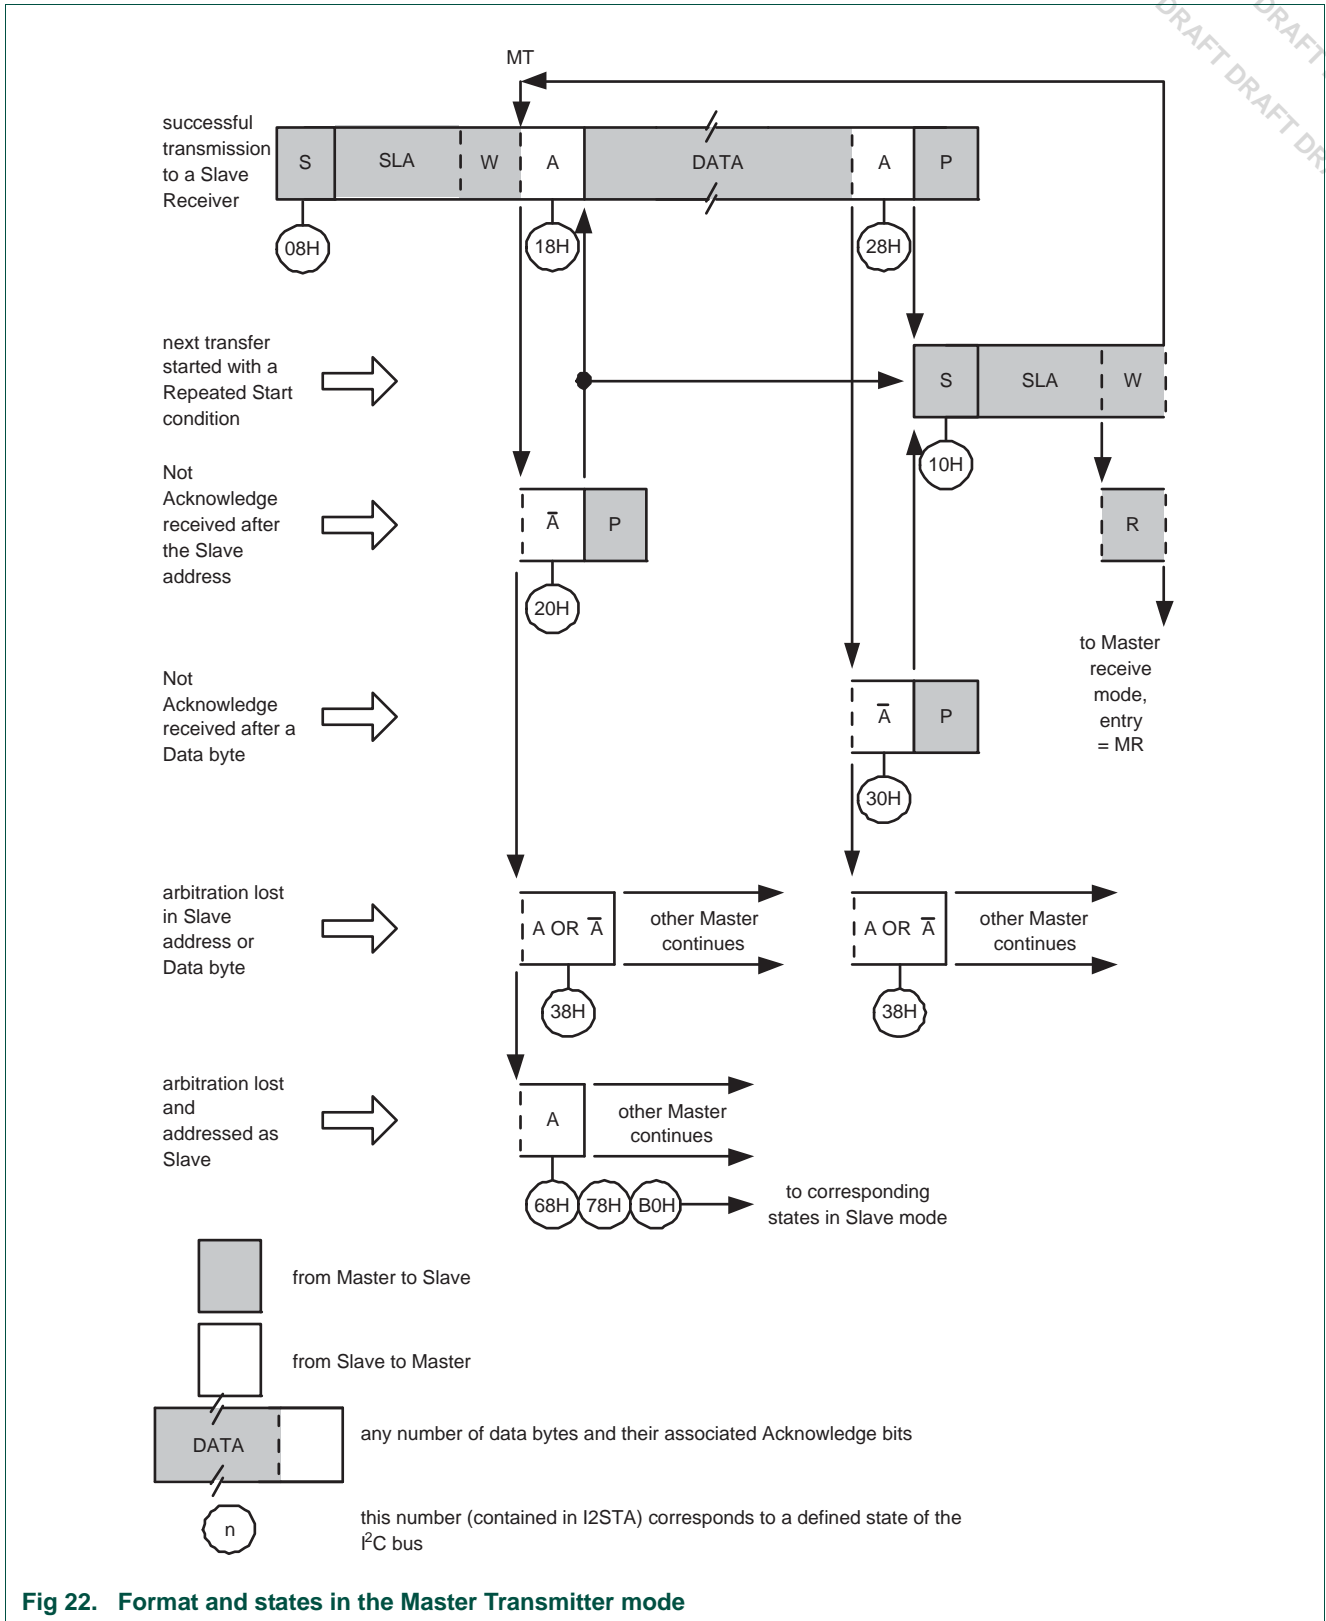 DRAFT DRAFT DRAFT DRA
DRAFT
MT
successful
transmission
to a Slave
Receiver
S
SLA
W
A
DATA
A
P
08H
18H
28H
next transfer
started with a
Repeated Start
condition
S
SLA
W
10H
Not
Acknowledge
received after
the Slave
address
A̅
P
R
20H
to Master
receive
mode,
entry
= MR
Not
Acknowledge
received after a
Data byte
A̅
P
30H
arbitration lost
in Slave
address or
Data byte
A OR A̅
other Master
continues
A OR A̅
other Master
continues
38H
38H
arbitration lost
and
addressed as
Slave
A
other Master
continues
68H
78H
B0H
to corresponding
states in Slave mode
from Master to Slave
from Slave to Master
DATA
any number of data bytes and their associated Acknowledge bits
n
this number (contained in I2STA) corresponds to a defined state of the
I²C bus
Fig 22. Format and states in the Master Transmitter mode